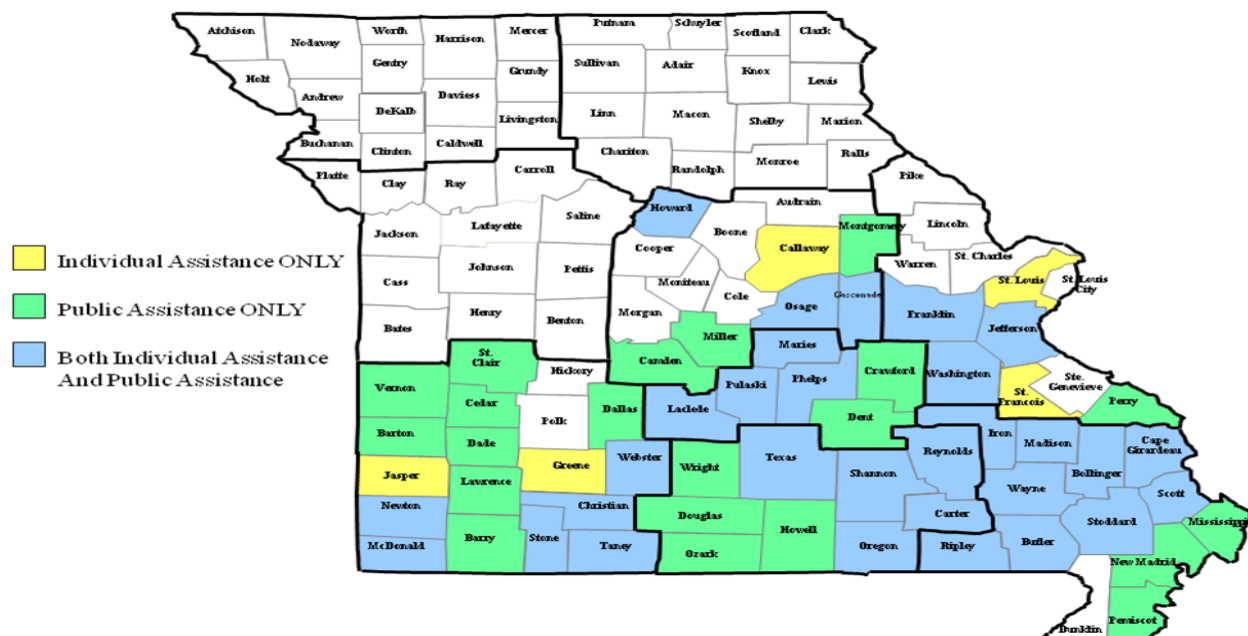 Atchison
Nodaway
Worth
Harrison
Mercer
Putnam
Schuyler
Scotland
Clark
Holt
Gentry
Grundy
Sullivan
Adair
Knox
Lewis
Andrew
DeKalb
Daviess
Livingston
Linn
Macon
Shelby
Marion
Buchanan
Clinton
Caldwell
Chariton
Randolph
Monroe
Ralls
Platte
Clay
Ray
Carroll
Pike
Howard
Audrain
Jackson
Lafayette
Saline
Boone
Montgomery
Lincoln
Cooper
Callaway
Individual Assistance ONLY
Cass
Johnson
Pettis
Moniteau
Cole
Warren
St. Charles
St. Louis
St. Louis
City
Public Assistance ONLY
Bates
Henry
Benton
Morgan
Osage
Gasconade
Franklin
Jefferson
Both Individual Assistance
And Public Assistance
St.
Clair
Hickory
Camden
Miller
Maries
Vernon
Cedar
Polk
Dallas
Laclede
Pulaski
Phelps
Crawford
Washington
St.
Francois
Ste.
Genevieve
Perry
Barton
Dade
Dent
Jasper
Lawrence
Greene
Webster
Wright
Texas
Shannon
Reynolds
Iron
Madison
Bollinger
Cape
Girardeau
Newton
Christian
Douglas
Howell
Carter
Wayne
Stoddard
Scott
Mississippi
McDonald
Barry
Stone
Taney
Ozark
Oregon
Ripley
Butler
New Madrid
Dunklin
Pemiscot